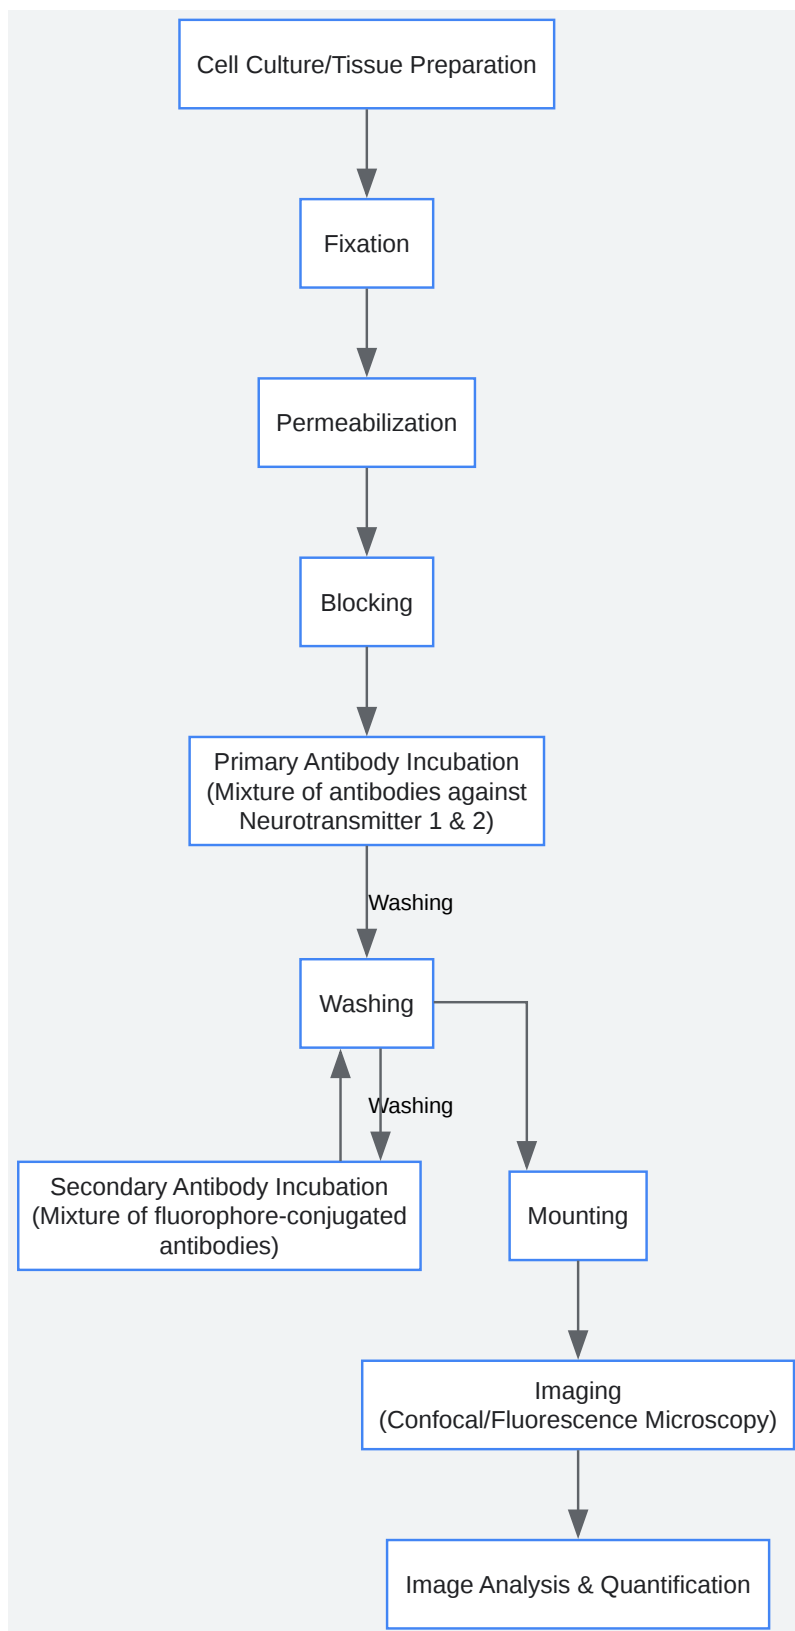 Cell Culture/Tissue Preparation
Fixation
Permeabilization
Blocking
Primary Antibody Incubation
(Mixture of antibodies against
Neurotransmitter 1 & 2)
Washing
Washing
Washing
Secondary Antibody Incubation
(Mixture of fluorophore-conjugated
antibodies)
Mounting
Imaging
(Confocal/Fluorescence Microscopy)
Image Analysis & Quantification